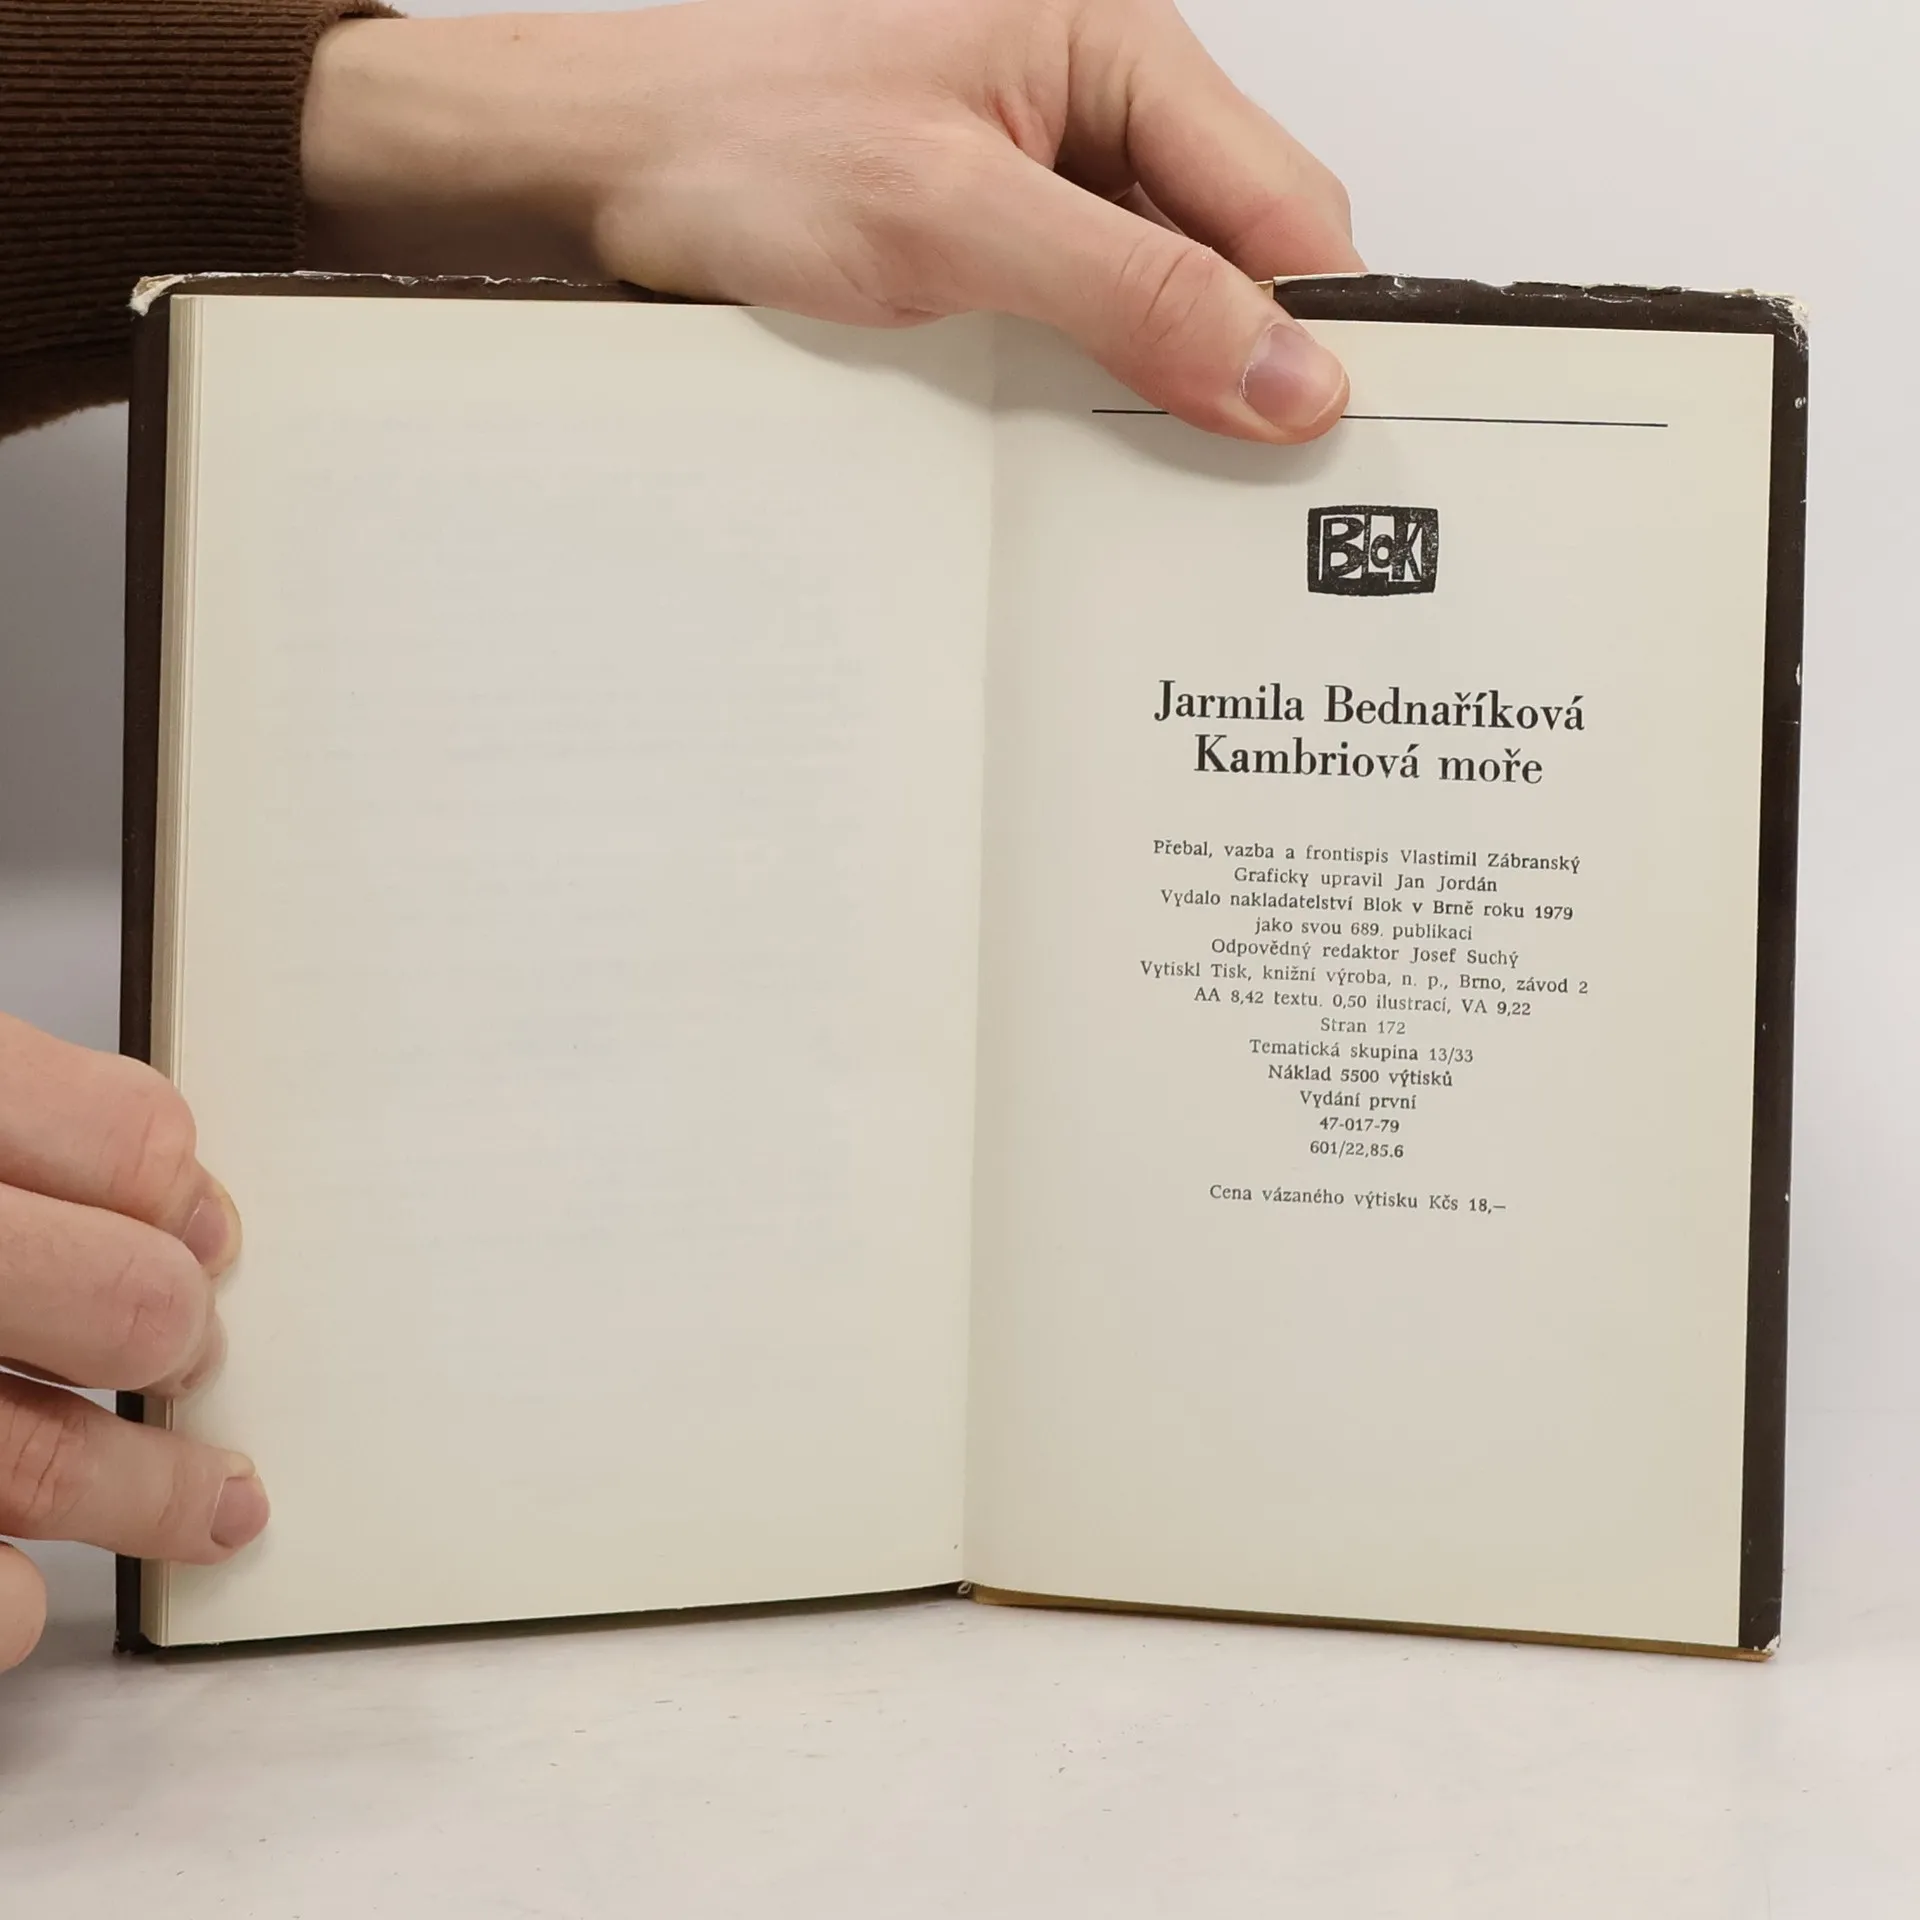 BLOK
Jarmila Bednaříková
Kambriová moře
Přebal, vazba a frontispis Vlastimil Zábranský
Graficky upravil Jan Jordán
Vydalo nakladatelství Blok v Brně roku 1979
jako svou 689. publikaci
Odpovědný redaktor Josef Suchý
Vytiskl Tisk, knižní výroba, n. p., Brno, závod 2
AA 8,42 textu. 0,50 ilustrací, VA 9,22
Stran 172
Tematická skupina 13/33
Náklad 5500 výtisků
Vydání první
47-017-79
601/22,85.6
Cena vázaného výtisku Kčs 18,—